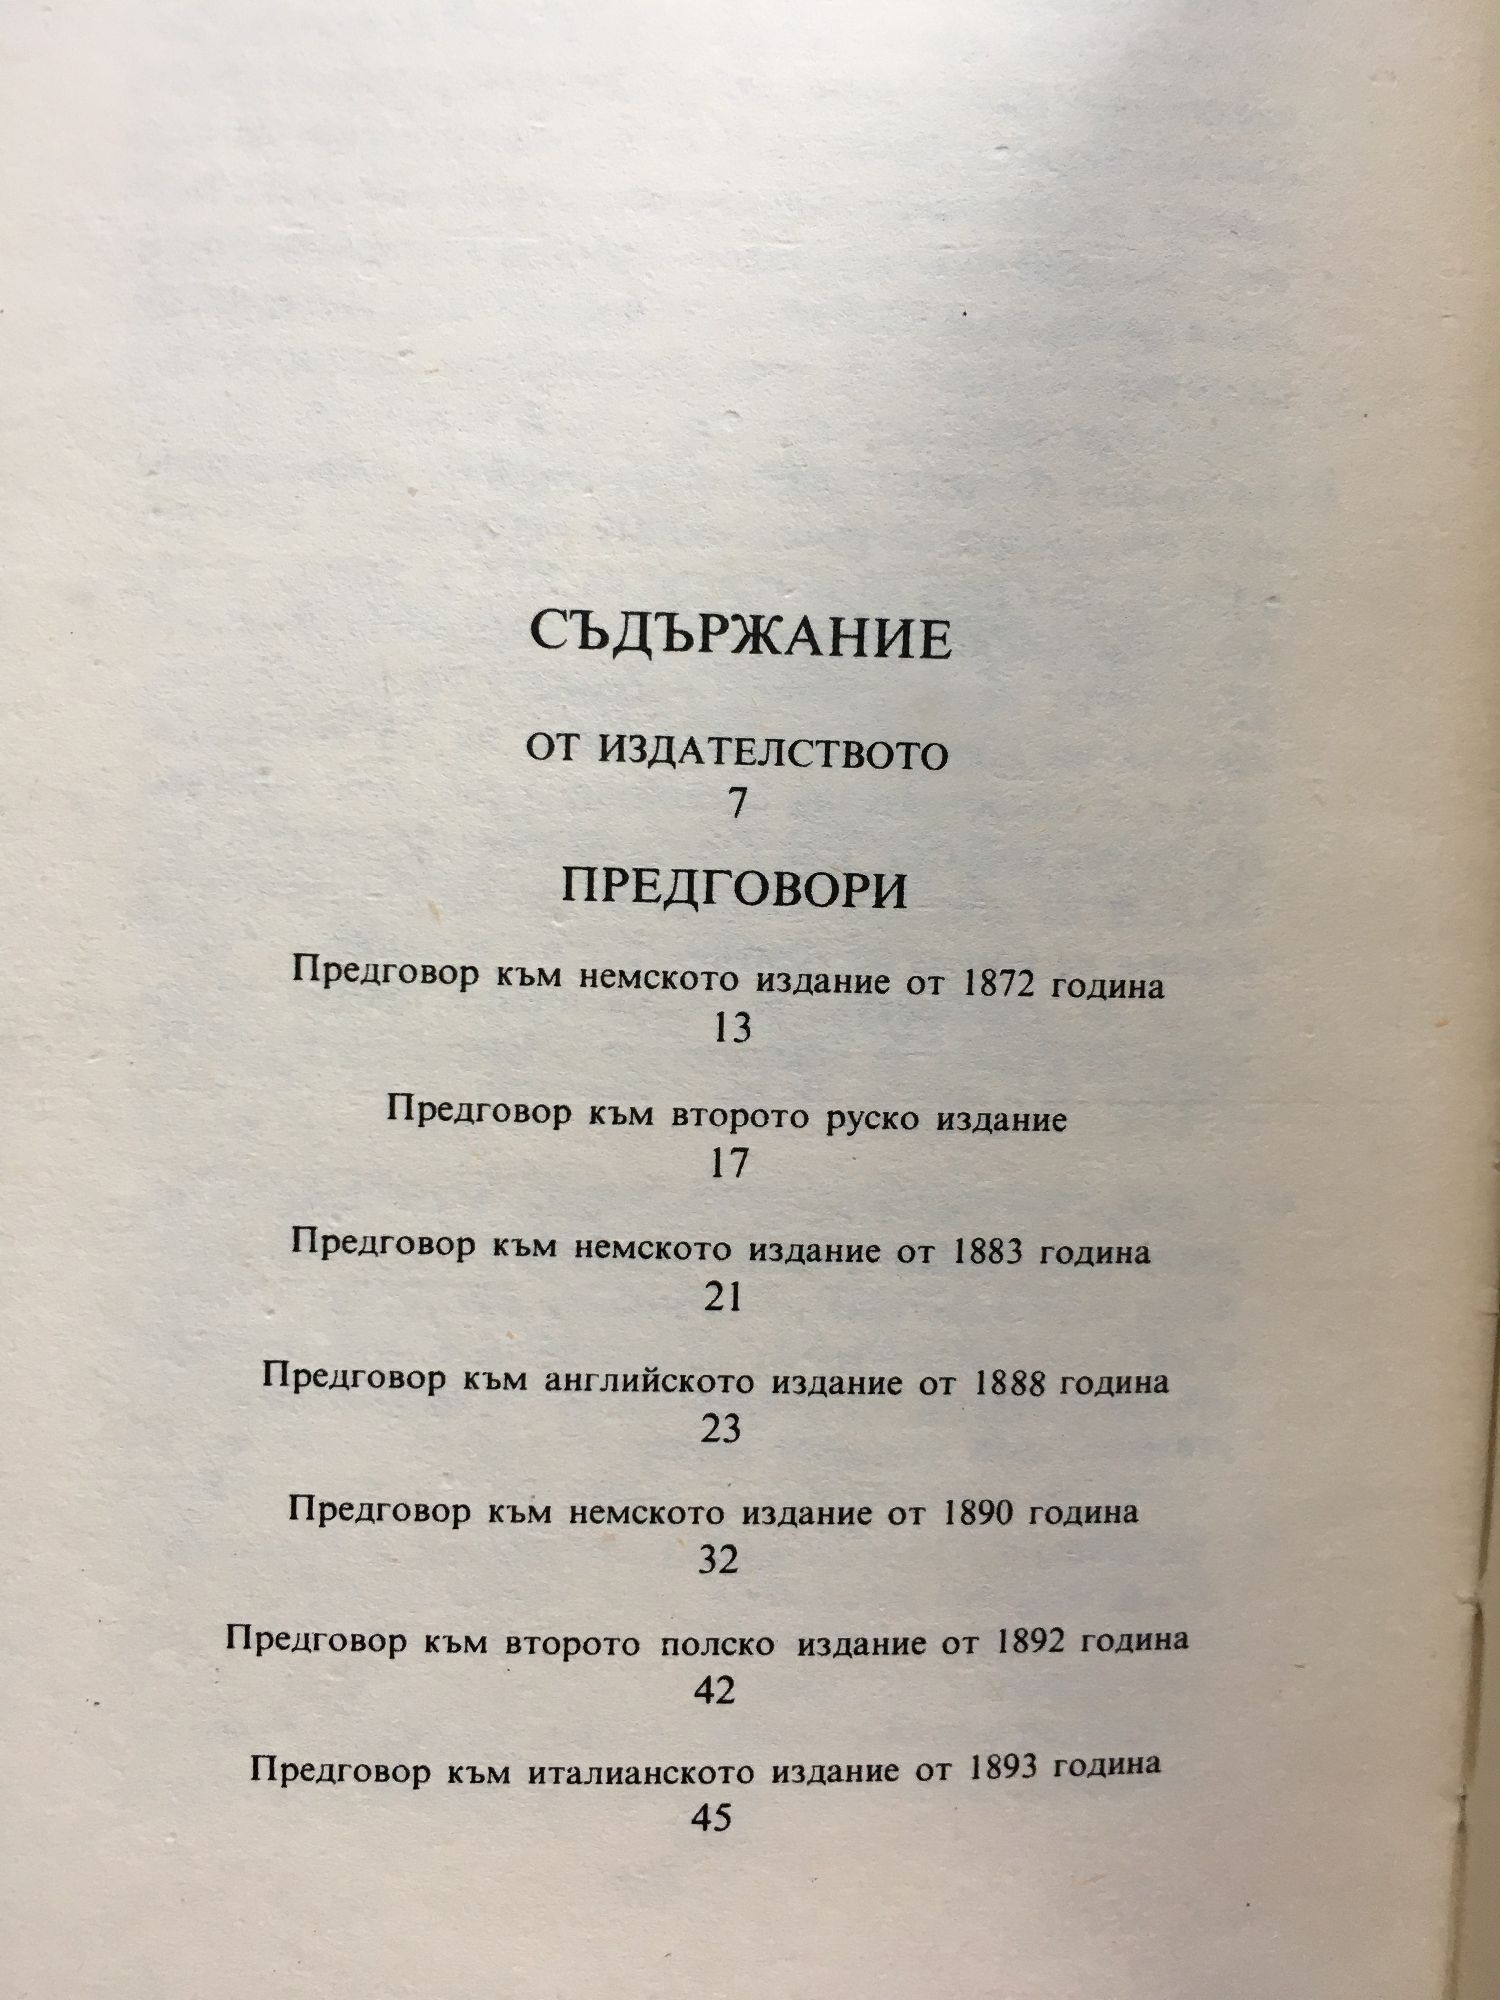 СЪДЪРЖАНИЕ
ОТ ИЗДАТЕЛСТВОТО
7
ПРЕДГОВОРИ
Предговор към немското издание от 1872 година
13
Предговор към второто руско издание
17
Предговор към немското издание от 1883 година
21
Предговор към английското издание от 1888 година
23
Предговор към немското издание от 1890 година
32
Предговор към второто полско издание от 1892 година
42
Предговор към италианското издание от 1893 година
45